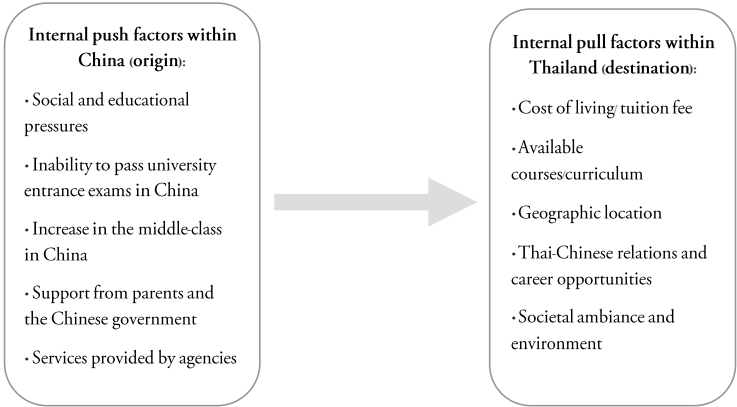 Internal push factors within
China (origin):
• Social and educational
pressures
• Inability to pass university
entrance exams in China
• Increase in the middle-class
in China
• Support from parents and
the Chinese government
• Services provided by agencies
Internal pull factors within
Thailand (destination):
• Cost of living/ tuition fee
• Available
courses/curriculum
• Geographic location
• Thai-Chinese relations and
career opportunities
• Societal ambiance and
environment